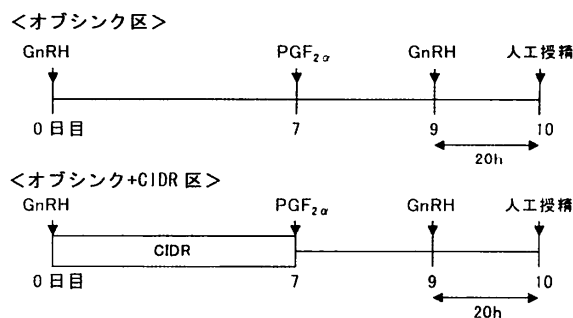 <オブシンク区>
GnRH PGF2α GnRH 人工授精
0日目 7 9 10
20h
<オブシンク+CIDR区>
GnRH PGF2α GnRH 人工授精
CIDR
0日目 7 9 10
20h